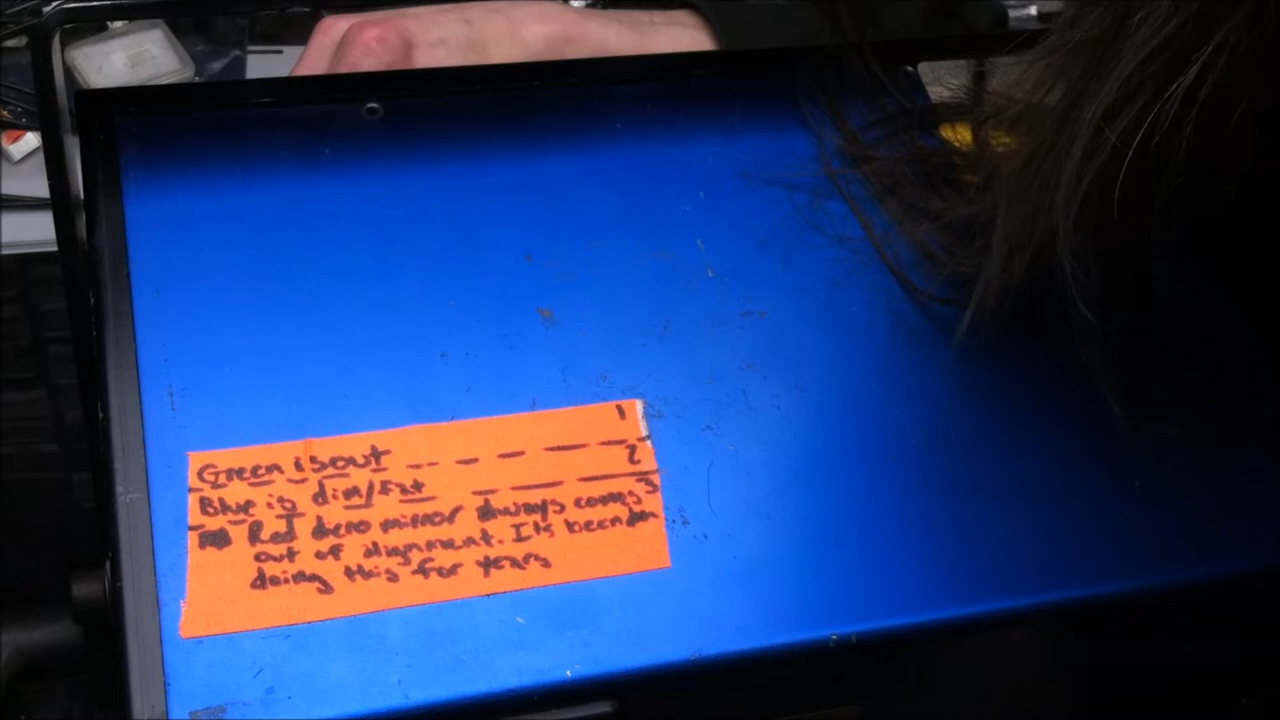 Green is out 1
Blue is dim/fat 2
Red dicro mirror always comes 3
out of alignment. It's been
doing this for years